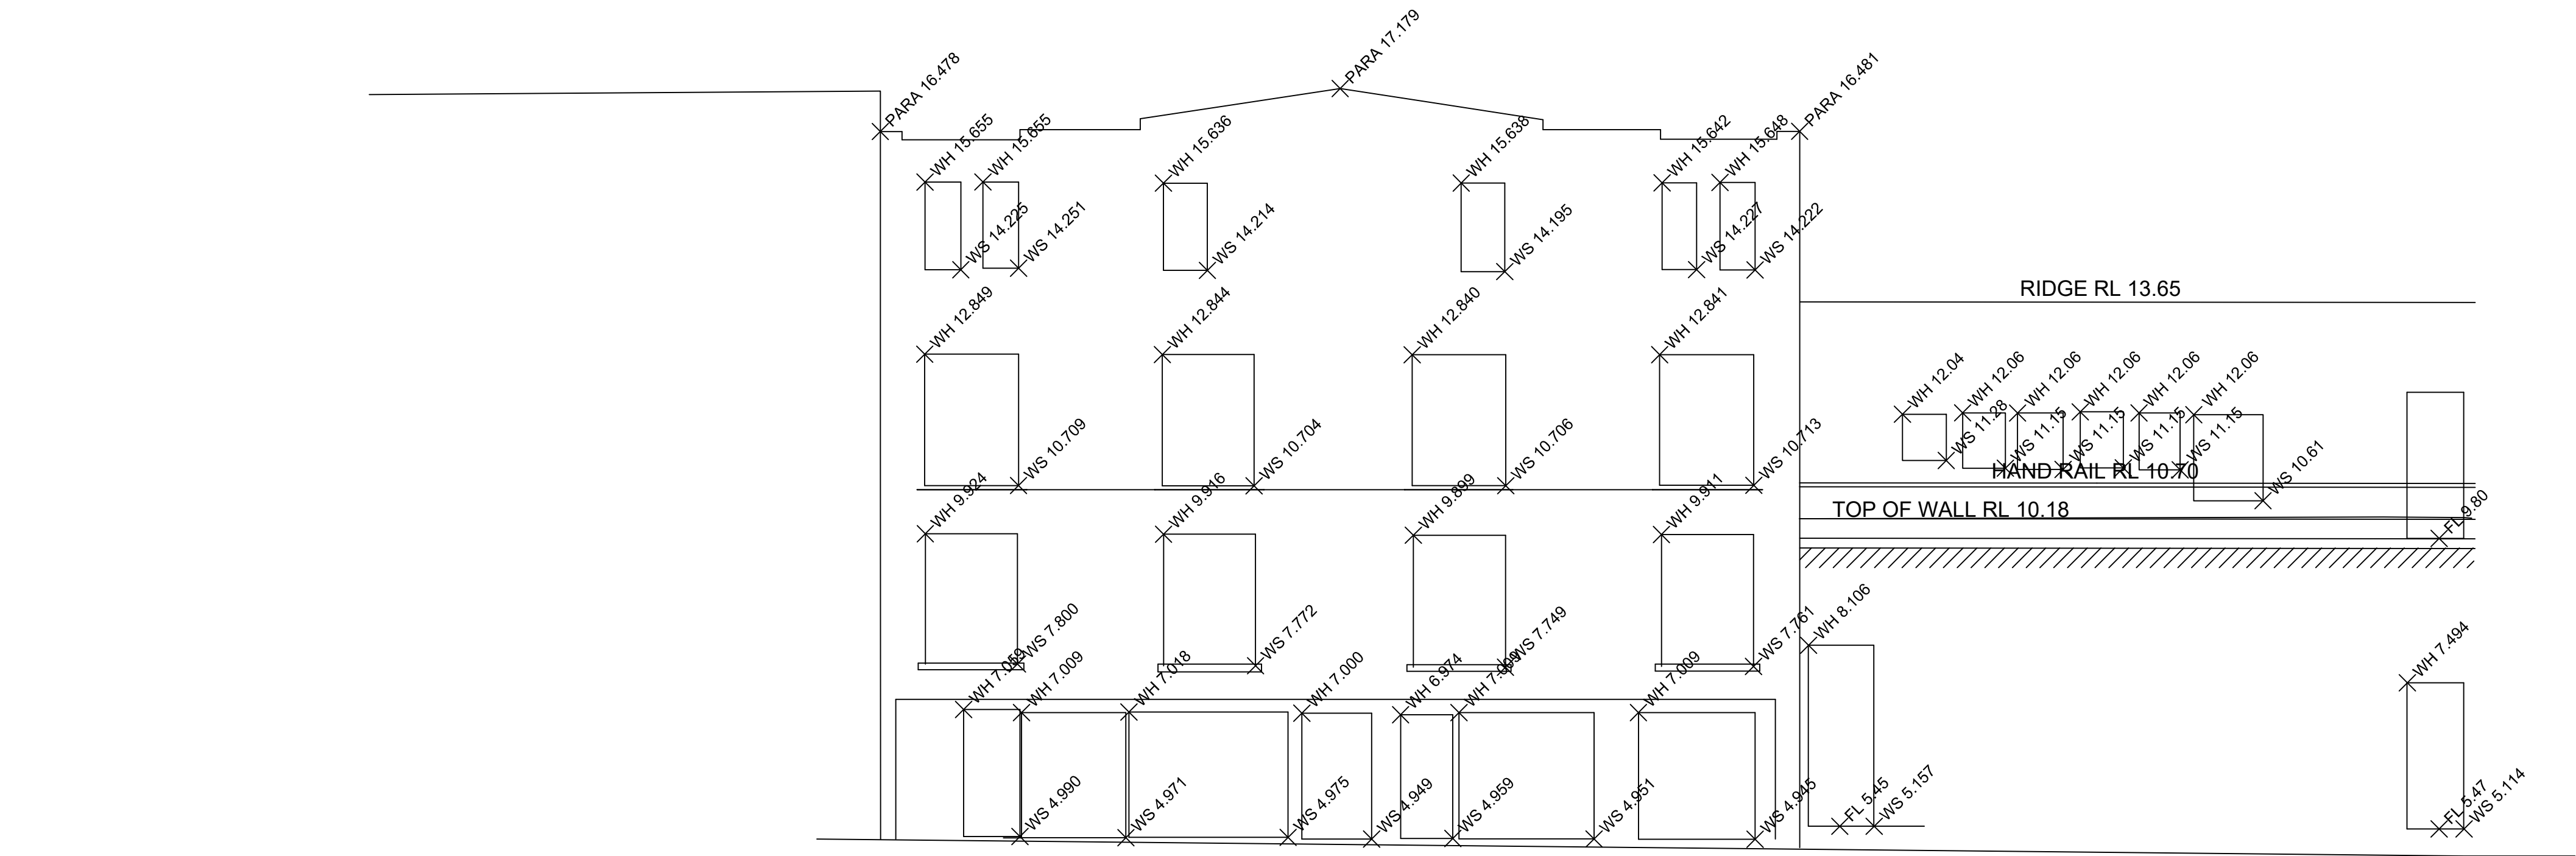 PARA 17.179
PARA 16.478
PARA 16.481
WH 15.655
WH 15.655
WH 15.636
WH 15.638
WH 15.642
WH 15.648
WS 14.225
WS 14.251
WS 14.214
WS 14.195
WS 14.227
WS 14.222
RIDGE RL 13.65
WH 12.849
WH 12.844
WH 12.840
WH 12.841
WH 12.04
WH 12.06
WH 12.06
WH 12.06
WH 12.06
WH 12.06
WS 11.28
WS 11.15
WS 11.15
WS 11.15
WS 11.15
WS 10.61
WS 10.709
WS 10.704
WS 10.706
WS 10.713
HAND RAIL RL 10.70
TOP OF WALL RL 10.18
FL 9.80
WH 9.924
WH 9.916
WH 9.899
WH 9.911
WS 7.800
WS 7.772
WS 7.749
WS 7.761
WH 8.106
WH 7.494
WH 7.059
WH 7.009
WH 7.018
WH 7.000
WH 6.974
WH
WH 7.009
WS 4.990
WS 4.971
WS 4.975
WS 4.949
WS 4.959
WS 4.951
WS 4.945
FL 5.45
WS 5.157
FL 5.47
WS 5.114